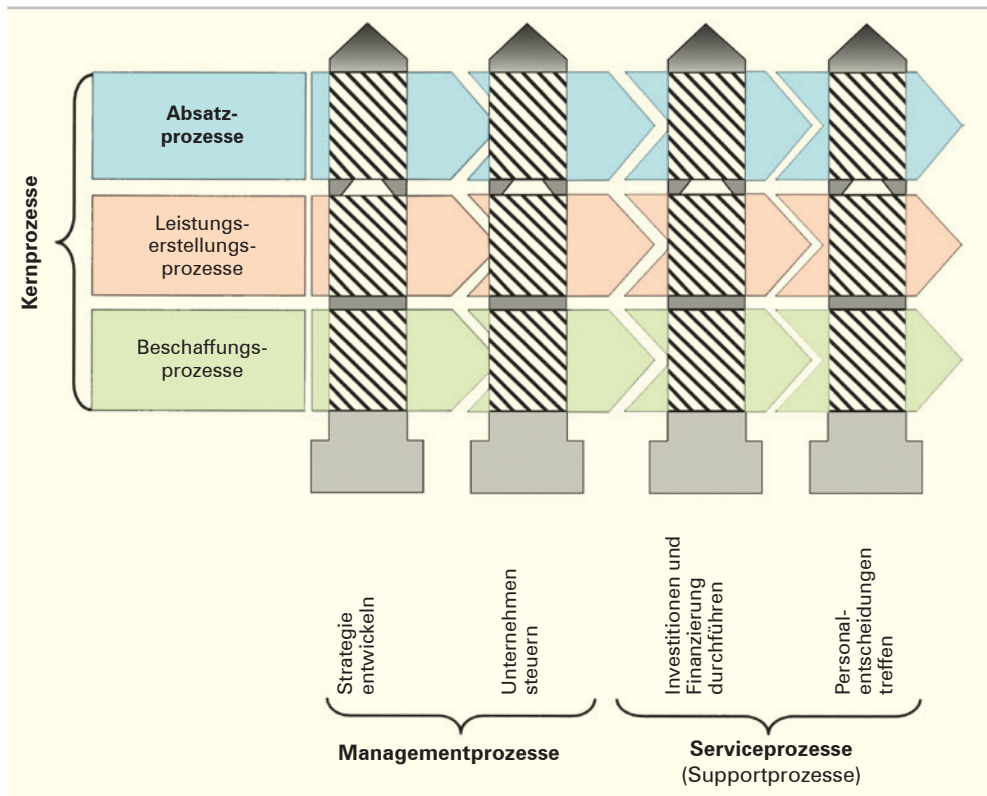 Kernprozesse
Absatz-
prozesse
Leistungs-
erstellungs-
prozesse
Beschaffungs-
prozesse
Strategie
entwickeln
Unternehmen
steuern
Investitionen und
Finanzierung
durchführen
Personal-
entscheidungen
treffen
Managementprozesse
Serviceprozesse
(Supportprozesse)